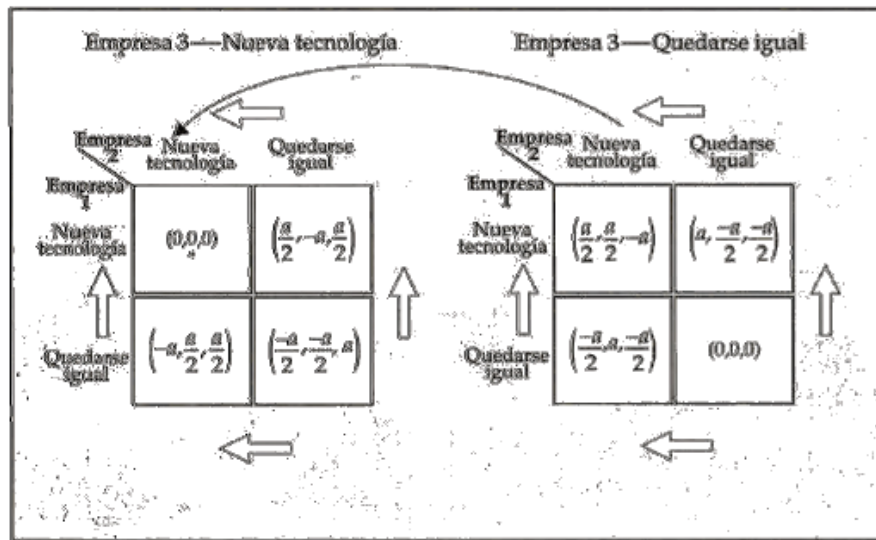 Empresa 3—Nueva tecnología
Empresa 3—Quedarse igual
Empresa
2
Nueva
tecnología
Quedarse
igual
Empresa
1
Nueva
tecnología
(0,0,0)
(a/2, -a, a/2)
Quedarse
igual
(-a, a/2, a/2)
(-a/2, -a/2, a)
Empresa
2
Nueva
tecnología
Quedarse
igual
Empresa
1
Nueva
tecnología
(a/2, a/2, -a)
(a, -a/2, -a/2)
Quedarse
igual
(-a/2, a, -a/2)
(0,0,0)